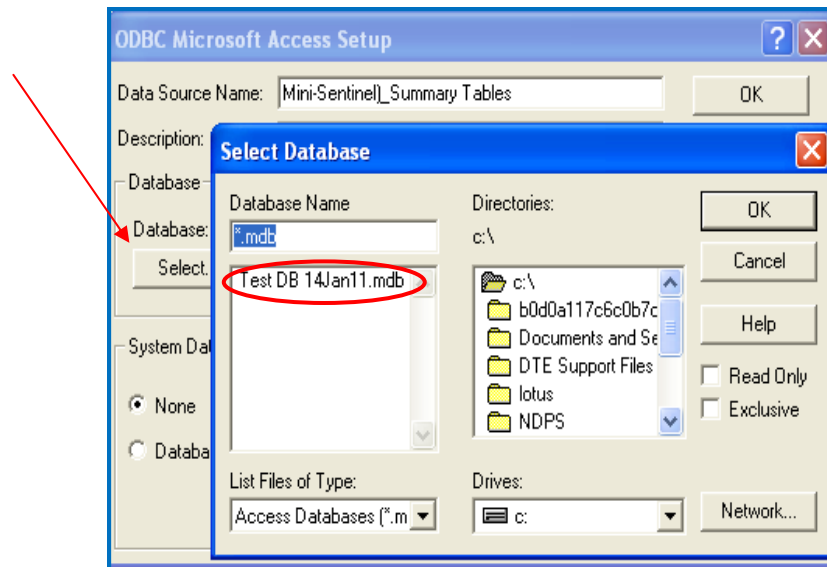 ODBC Microsoft Access Setup
Data Source Name: Mini-Sentinel)_Summary Tables OK
Description:
Select Database
Database
Database Name Directories: OK
Database: *.mdb c:\
Select. Test DB 14Jan11.mdb c:\ Cancel
b0d0a117c6c0b7c
Documents and Se Help
System Dat DTE Support Files Read Only
None lotus Exclusive
NDPS
Databa
List Files of Type: Drives:
Access Databases (*.m c: Network...